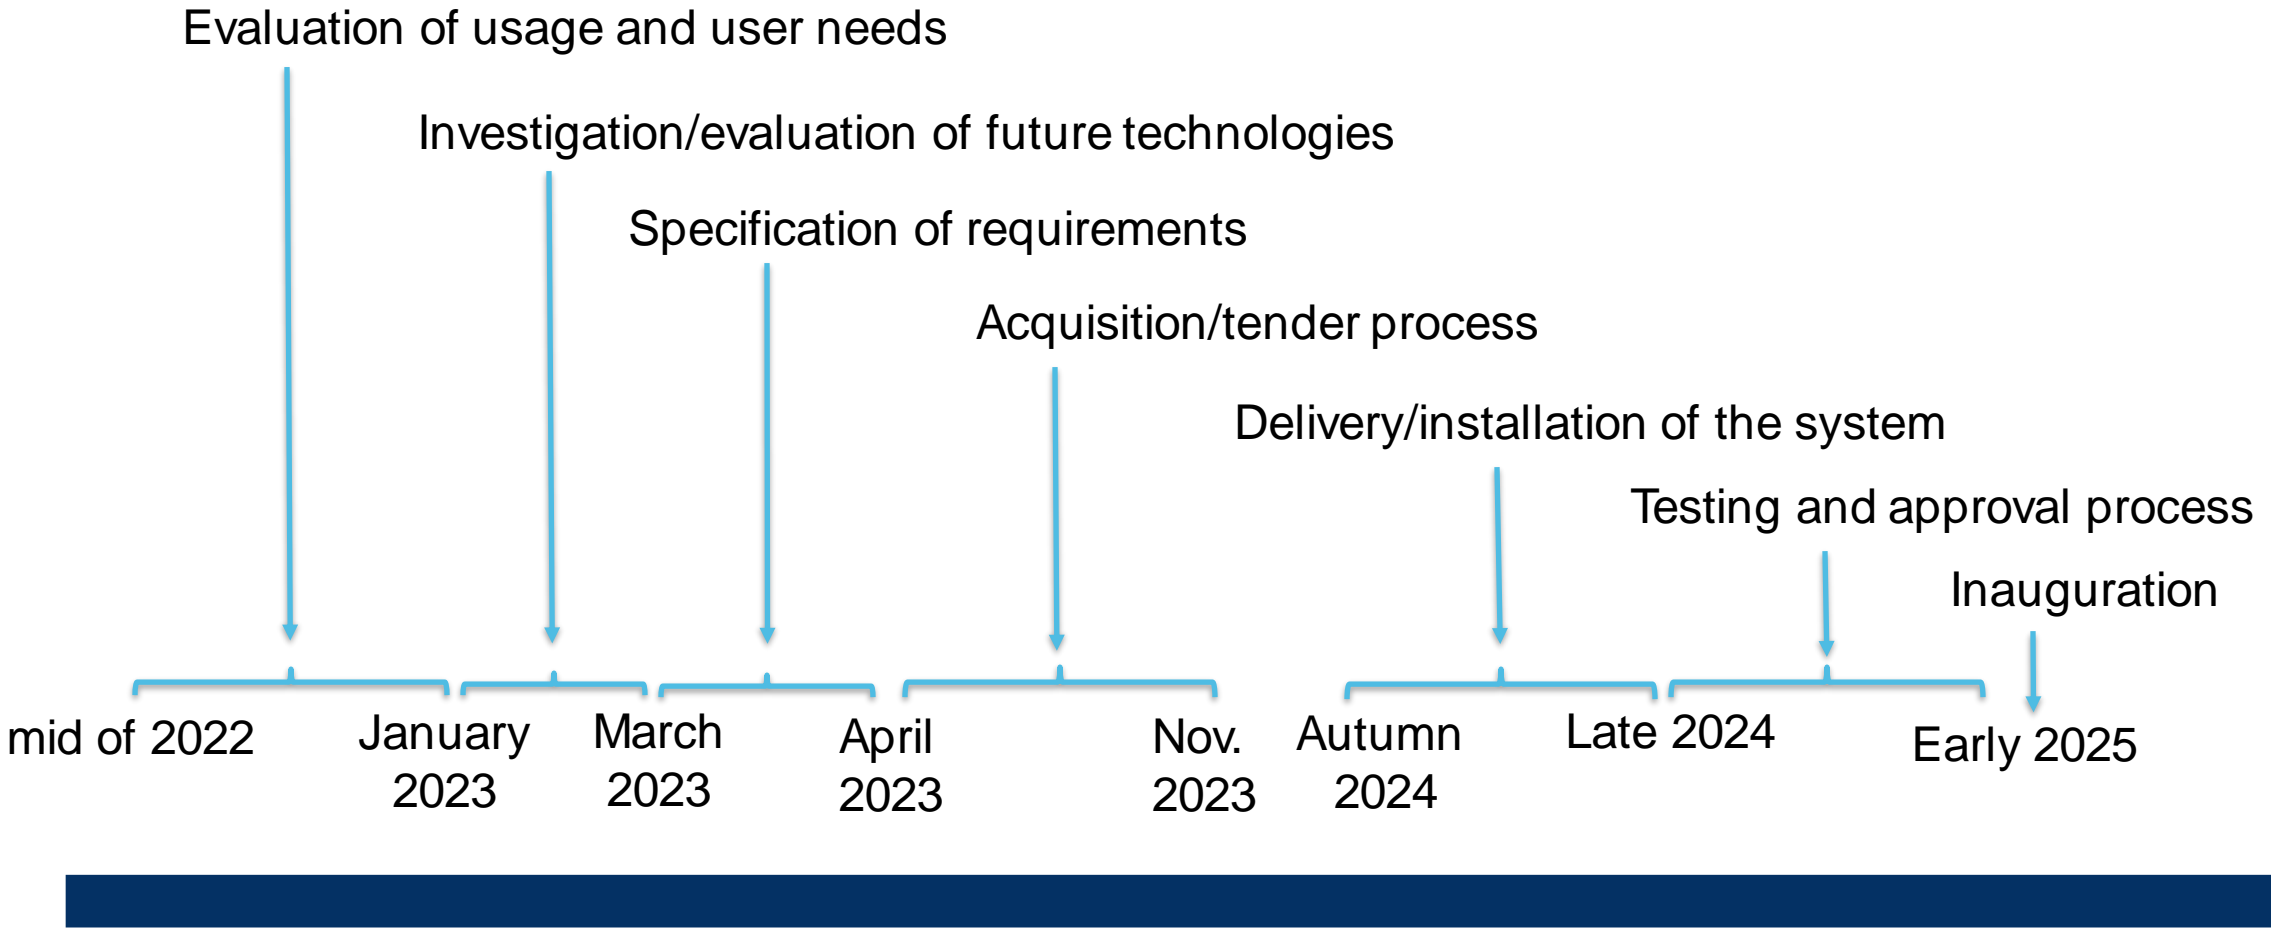 Evaluation of usage and user needs
Investigation/evaluation of future technologies
Specification of requirements
Acquisition/tender process
Delivery/installation of the system
Testing and approval process
Inauguration
mid of 2022
January
2023
March
2023
April
2023
Nov.
2023
Autumn
2024
Late 2024
Early 2025